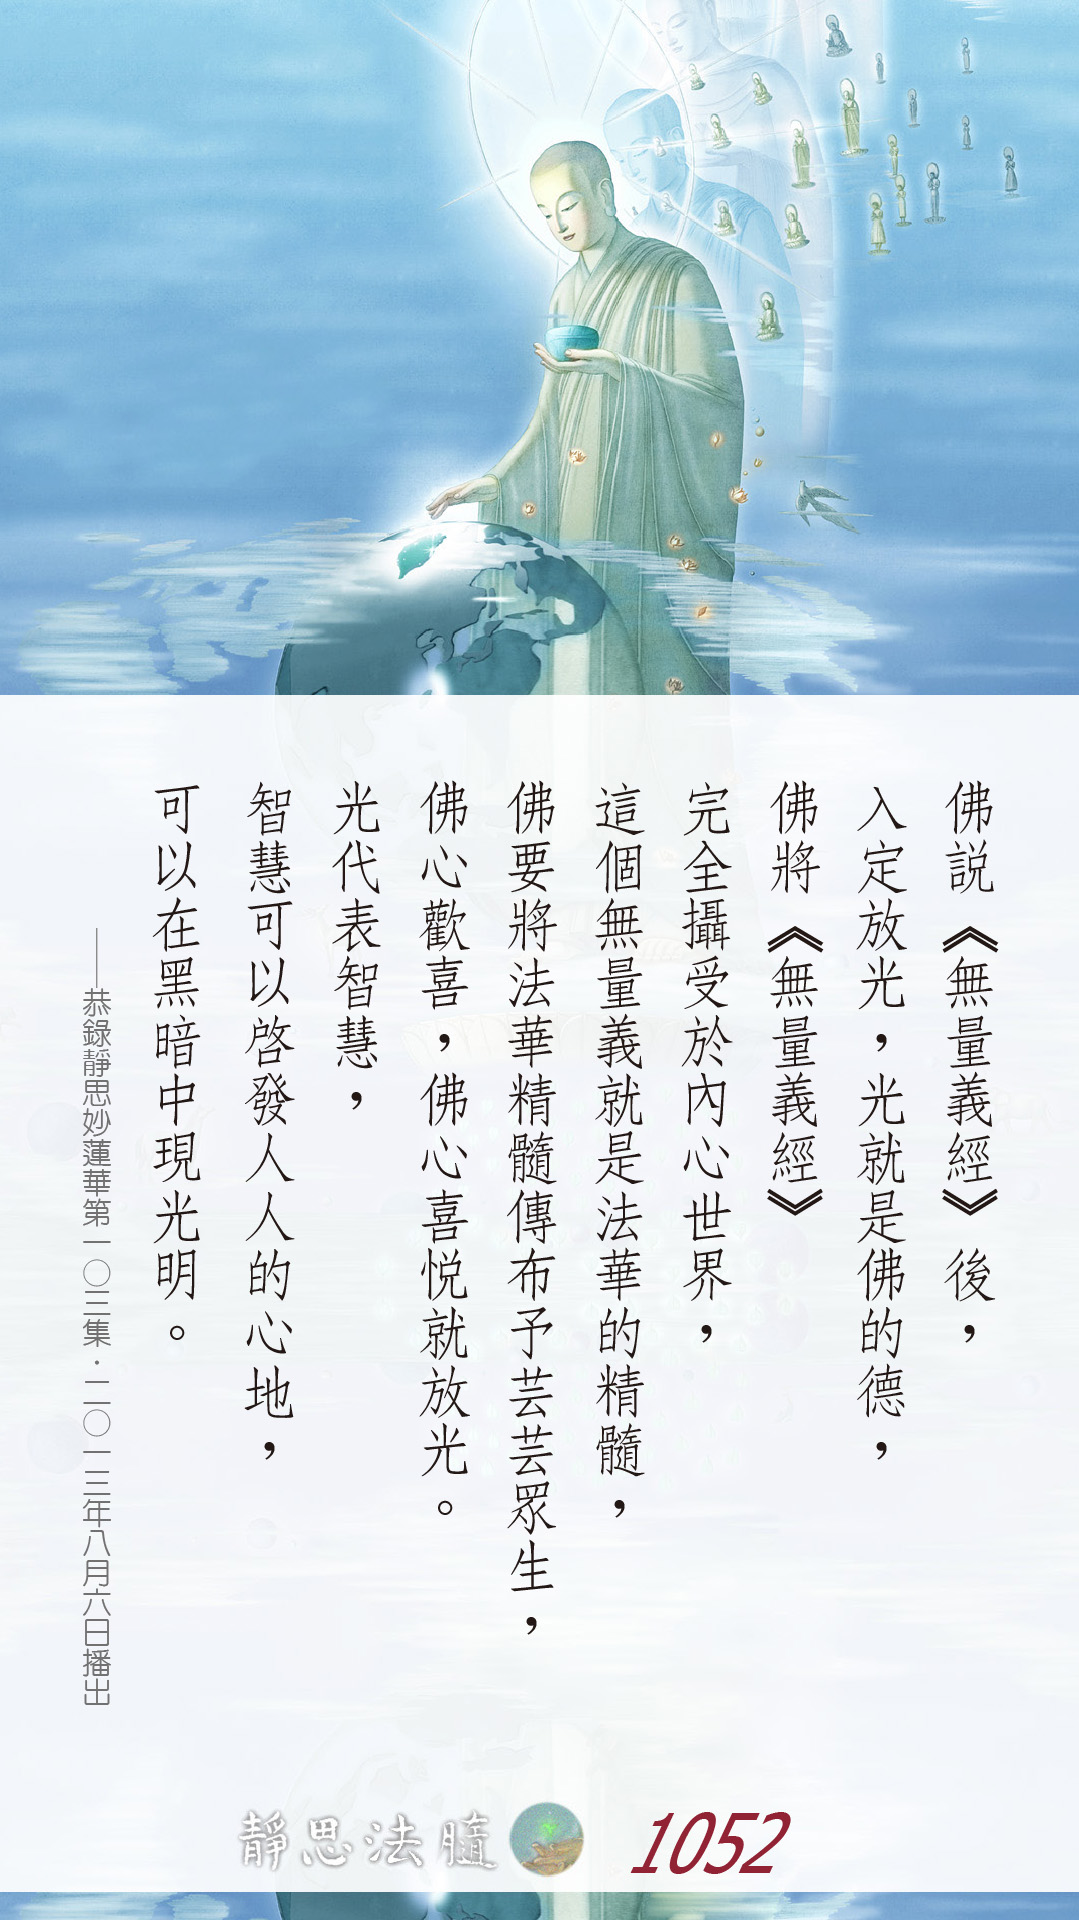 佛說《無量義經》後，
入定放光，光就是佛的德，
佛將《無量義經》
完全攝受於內心世界，
這個無量義就是法華的精髓，
佛要將法華精髓傳布予芸芸眾生，
佛心歡喜，佛心喜悅就放光。
光代表智慧，
智慧可以啓發人人的心地，
可以在黑暗中現光明。
——恭錄靜思妙蓮華第一〇三集．二〇一三年八月六日播出
靜思法髓
1052